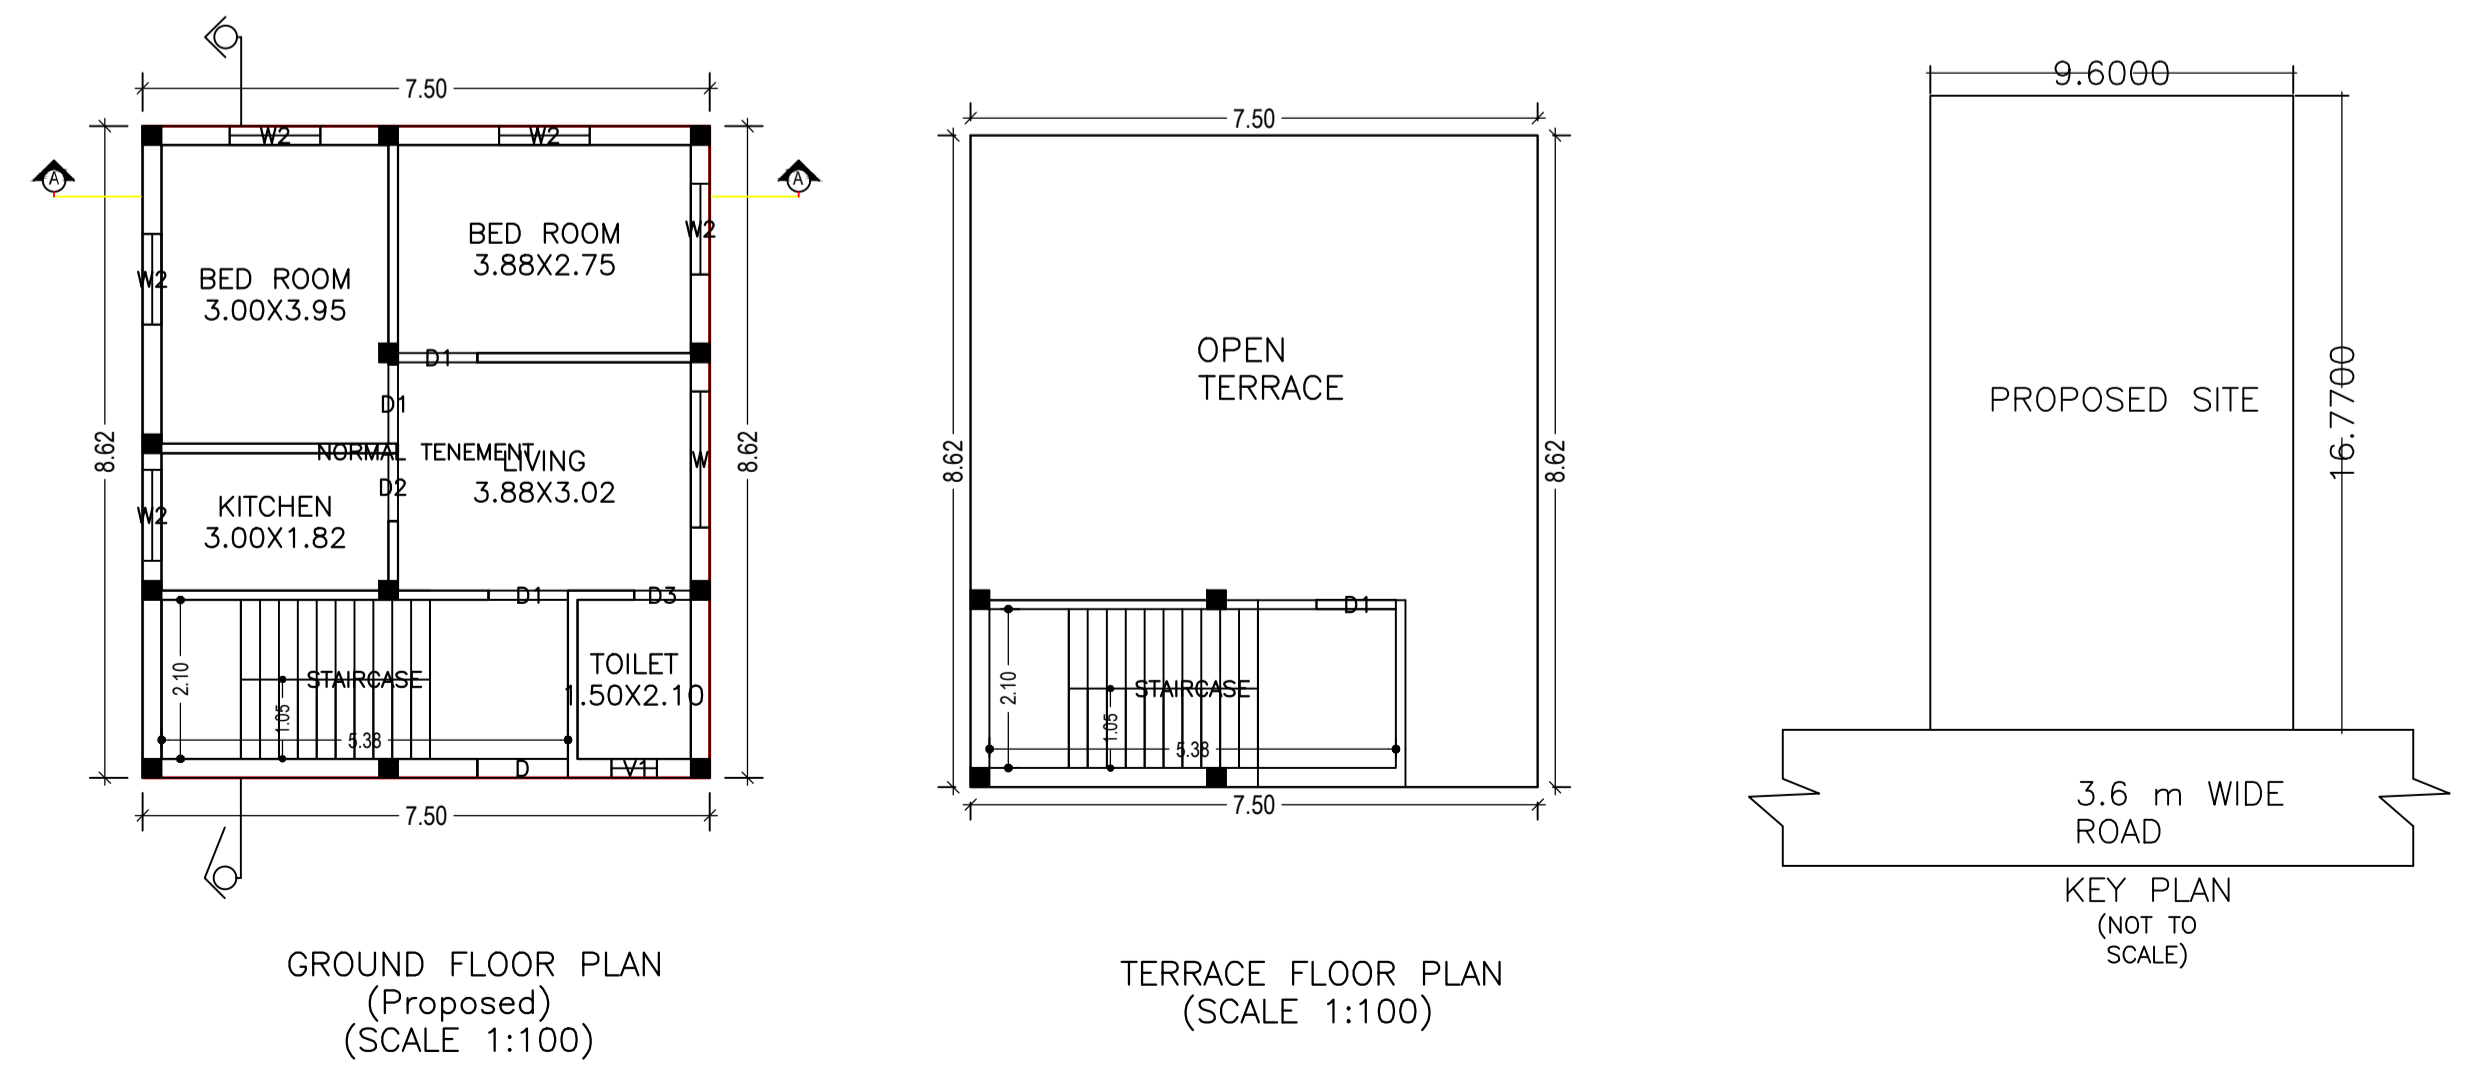 7.50
W2
W2
A
A
BED ROOM
3.88X2.75
W2
BED ROOM
3.00X3.95
W2
D1
D1
8.62
8.62
NORMAL TENEMENT
LIVING
3.88X3.02
W
D2
KITCHEN
3.00X1.82
W2
D1
D3
2.10
STAIRCASE
1.05
5.38
TOILET
1.50X2.10
D
V1
7.50
GROUND FLOOR PLAN
(Proposed)
(SCALE 1:100)
7.50
OPEN
TERRACE
8.62
8.62
D1
2.10
STAIRCASE
1.05
5.38
7.50
TERRACE FLOOR PLAN
(SCALE 1:100)
9.6000
PROPOSED SITE
16.7700
3.6 m WIDE
ROAD
KEY PLAN
(NOT TO
SCALE)